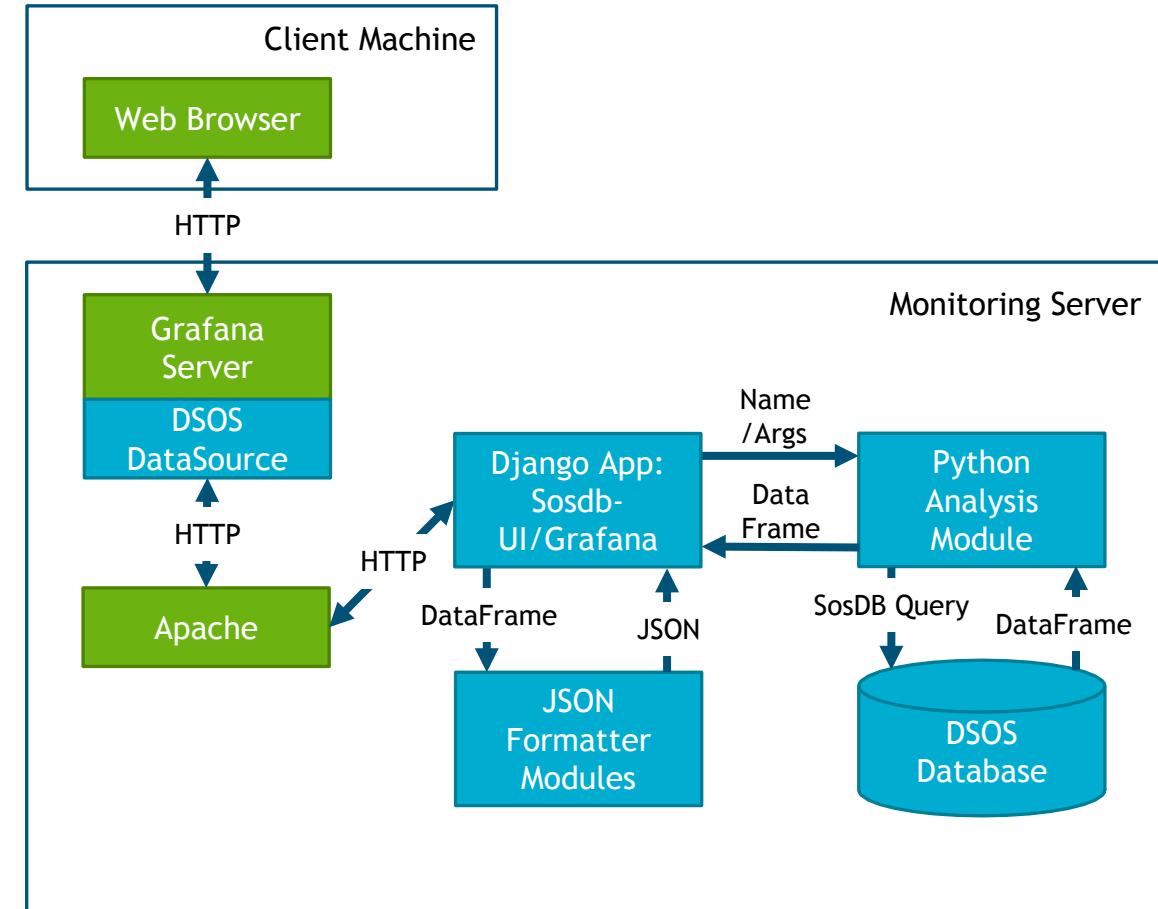 Client Machine
Web Browser
HTTP
Monitoring Server
Grafana
Server
DSOS
DataSource
HTTP
Apache
HTTP
Django App:
Sosdb-
UI/Grafana
Name
/Args
Data
Frame
Python
Analysis
Module
DataFrame
JSON
SosDB Query
DataFrame
JSON
Formatter
Modules
DSOS
Database